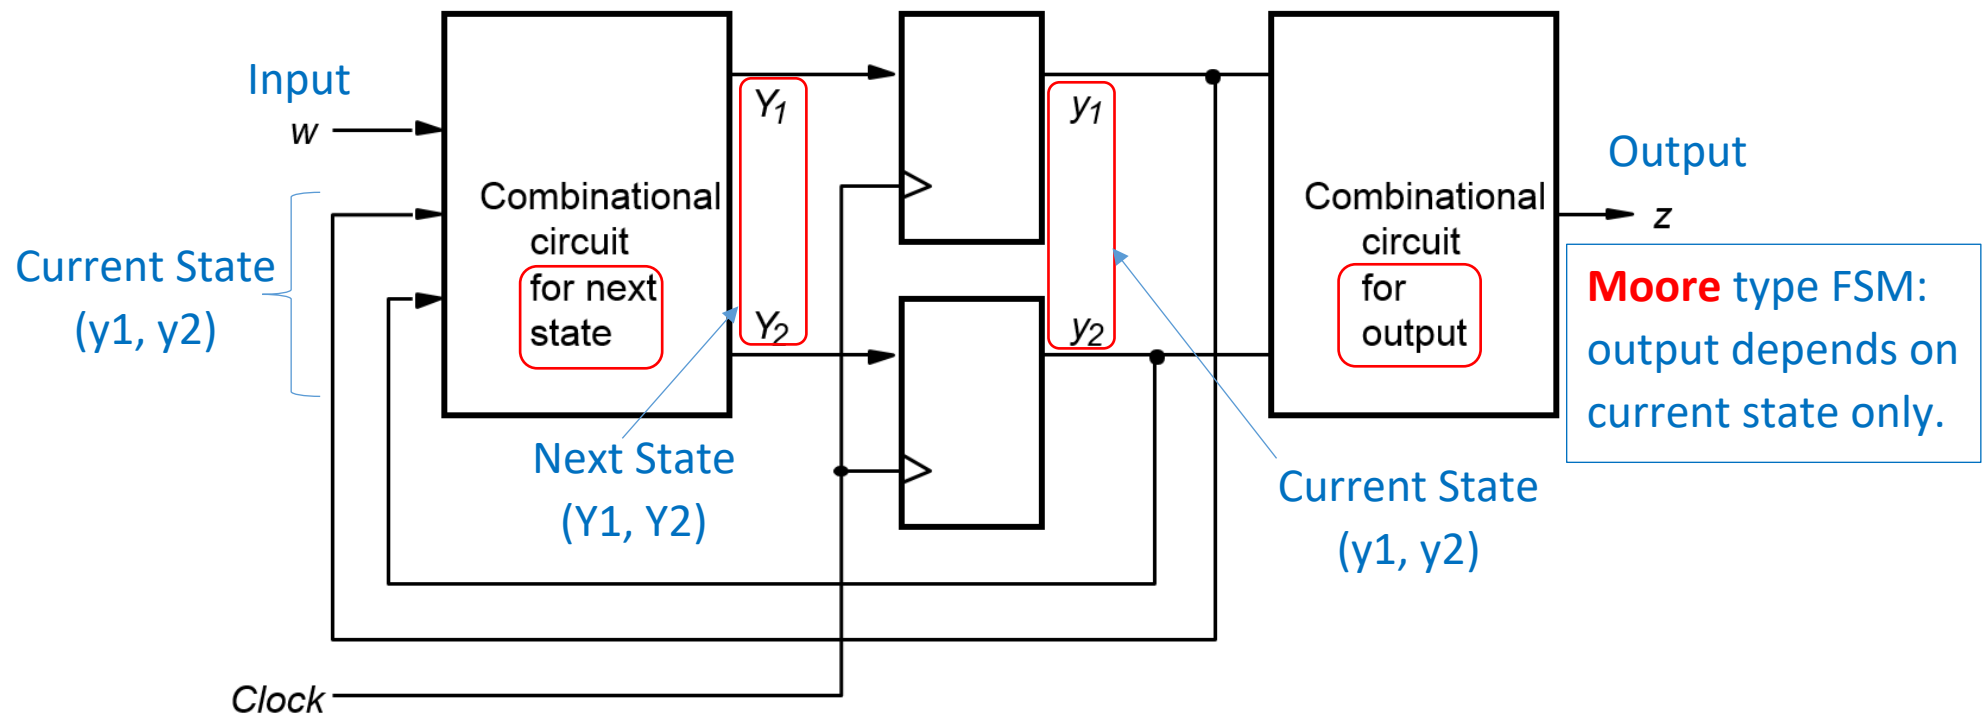 Input
w
Current State
(y1, y2)
Combinational
circuit
for next
state
Y1
Y2
Next State
(Y1, Y2)
y1
y2
Current State
(y1, y2)
Combinational
circuit
for
output
Output
z
Moore type FSM:
output depends on
current state only.
Clock